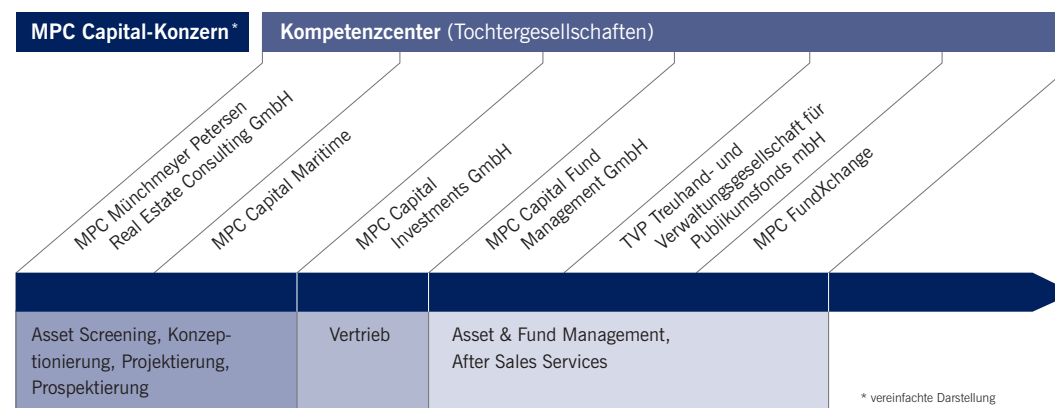 MPC Capital-Konzern*
Kompetenzcenter (Tochtergesellschaften)
MPC Münchmeyer Petersen
Real Estate Consulting GmbH
MPC Capital Maritime
MPC Capital
Investments GmbH
MPC Capital Fund
Management GmbH
TVP Treuhand- und
Verwaltungsgesellschaft für
Publikumsfonds mbH
MPC FundXchange
Asset Screening, Konzep-
tionierung, Projektierung,
Prospektierung
Vertrieb
Asset & Fund Management,
After Sales Services
* vereinfachte Darstellung